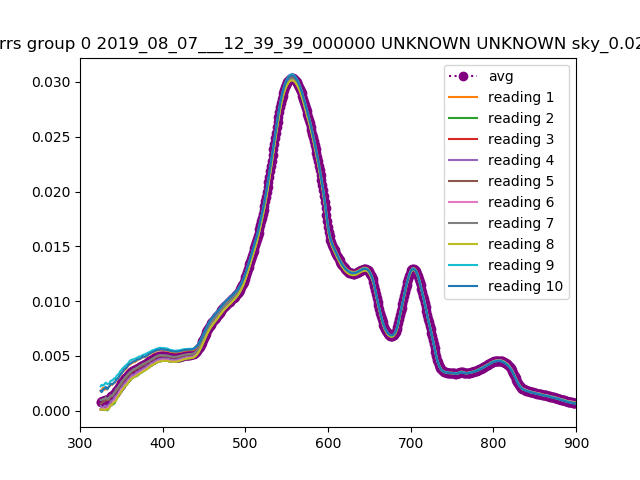 rrs group 0 2019_08_07___12_39_39_000000 UNKNOWN UNKNOWN sky_0.02
0.030
0.025
0.020
0.015
0.010
0.005
0.000
300 400 500 600 700 800 900
avg
reading 1
reading 2
reading 3
reading 4
reading 5
reading 6
reading 7
reading 8
reading 9
reading 10